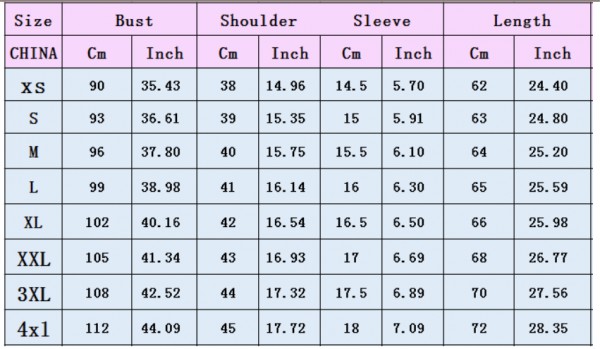 Size Bust Shoulder Sleeve Length
CHINA Cm Inch Cm Inch Cm Inch Cm Inch
XS 90 35.43 38 14.96 14.5 5.70 62 24.40
S 93 36.61 39 15.35 15 5.91 63 24.80
M 96 37.80 40 15.75 15.5 6.10 64 25.20
L 99 38.98 41 16.14 16 6.30 65 25.59
XL 102 40.16 42 16.54 16.5 6.50 66 25.98
XXL 105 41.34 43 16.93 17 6.69 68 26.77
3XL 108 42.52 44 17.32 17.5 6.89 70 27.56
4x1 112 44.09 45 17.72 18 7.09 72 28.35